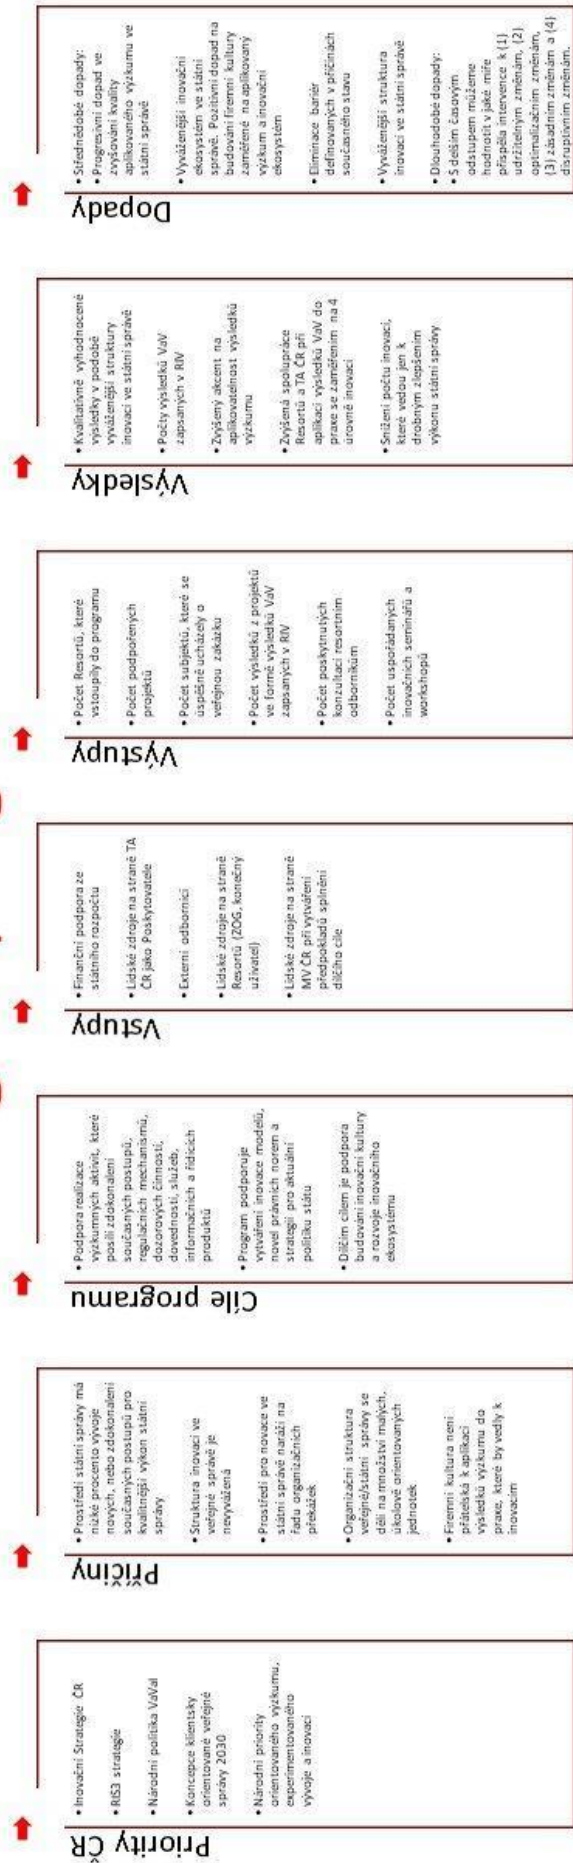 Priority ČR
• Inovační Strategie ČR
• RIS3 strategie
• Národní politika VaVaI
• Koncepce klientsky
orientované veřejné
správy 2030
• Národní priority
orientovaného výzkumu,
experimentovaného
vývoje a inovací
Příčiny
• Prostředí státní správy má
nízké procento vývoje
nových, nebo zdokonalení
současných postupů pro
kvalitnější výkon státní
správy
• Struktura inovací ve
veřejné správě je
nevyvážená
• Prostředí pro novace ve
státní správě naráží na
řadu organizačních
překážek
• Organizační struktura
veřejné/státní správy se
dělí na množství malých,
úkolově orientovaných
jednotek
• Firemní kultura není
přátelská k aplikaci
výsledků výzkumu do
praxe, které by vedly k
inovacím
Cíle programu
• Podpora realizace
výzkumných aktivit, které
posílí zdokonalení
současných postupů,
regulačních mechanismů,
dozorových činností,
dovedností, služeb,
informačních a řídicích
produktů
• Program podporuje
vytváření inovace modelů,
novel právních norem a
strategií pro aktuální
politiku státu
• Dílčím cílem je podpora
budování inovační kultury
a rozvoje inovačního
ekosystému
Vstupy
• Finanční podpora ze
státního rozpočtu
• Lidské zdroje na straně TA
ČR jako Poskytovatele
• Externí odborníci
• Lidské zdroje na straně
Resortů (ZOG, konečný
uživatel)
• Lidské zdroje na straně
MV ČR při vytváření
předpokladů splnění
dílčího cíle
Výstupy
• Počet Resortů, které
vstoupily do programu
• Počet podpořených
projektů
• Počet subjektů, které se
úspěšně ucházely o
veřejnou zakázku
• Počet výsledků z projektů
ve formě výsledků VaV
zapsaných v RIV
• Počet poskytnutých
konzultací resortním
odborníkům
• Počet uspořádaných
inovačních seminářů a
workshopů
Výsledky
• Kvalitativně vyhodnocené
výsledky v podobě
vyváženější struktury
inovací ve státní správě
• Počty výsledků VaV
zapsaných v RIV
• Zvýšený akcent na
aplikovatelnost výsledků
výzkumu
• Zvýšená spolupráce
Resortů a TA ČR při
aplikaci výsledků VaV do
praxe se zaměřením na 4
úrovně inovací
• Snížení počtu inovací,
které vedou jen k
drobným zlepšením
výkonu státní správy
Dopady
• Střednědobé dopady:
• Progresivní dopad ve
zvyšování kvality
aplikovaného výzkumu ve
státní správě
• Vyváženější inovační
ekosystém ve státní
správě. Pozitivní dopad na
budování firemní kultury
zaměřené na aplikovaný
výzkum a inovační
ekosystém
• Eliminace bariér
definovaných v příčinách
současného stavu
• Vyváženější struktura
inovací ve státní správě
• Dlouhodobé dopady:
• S delším časovým
odstupem můžeme
hodnotit v jaké míře
přispěla intervence k (1)
udržitelným změnám, (2)
optimalizačním změnám,
(3) zásadním změnám a (4)
disruptivním změnám.